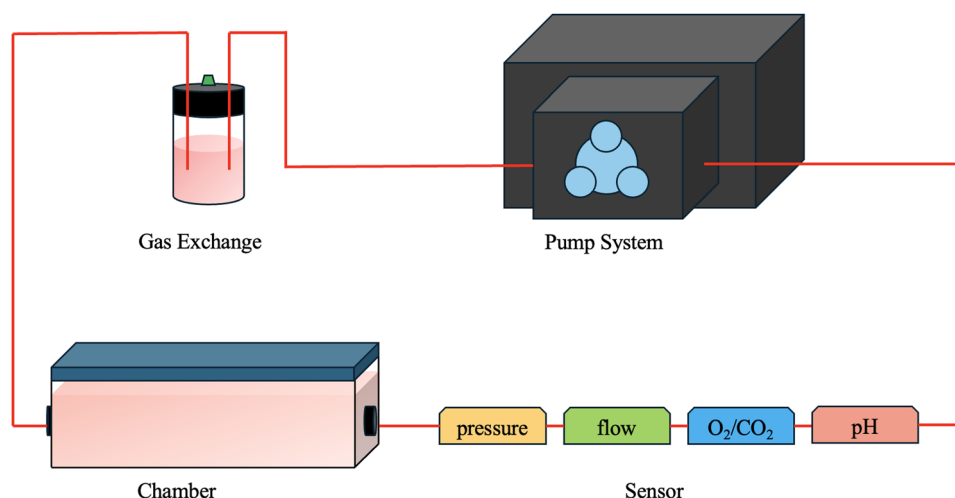 Gas Exchange
Pump System
pressure
flow
O₂/CO₂
pH
Chamber
Sensor